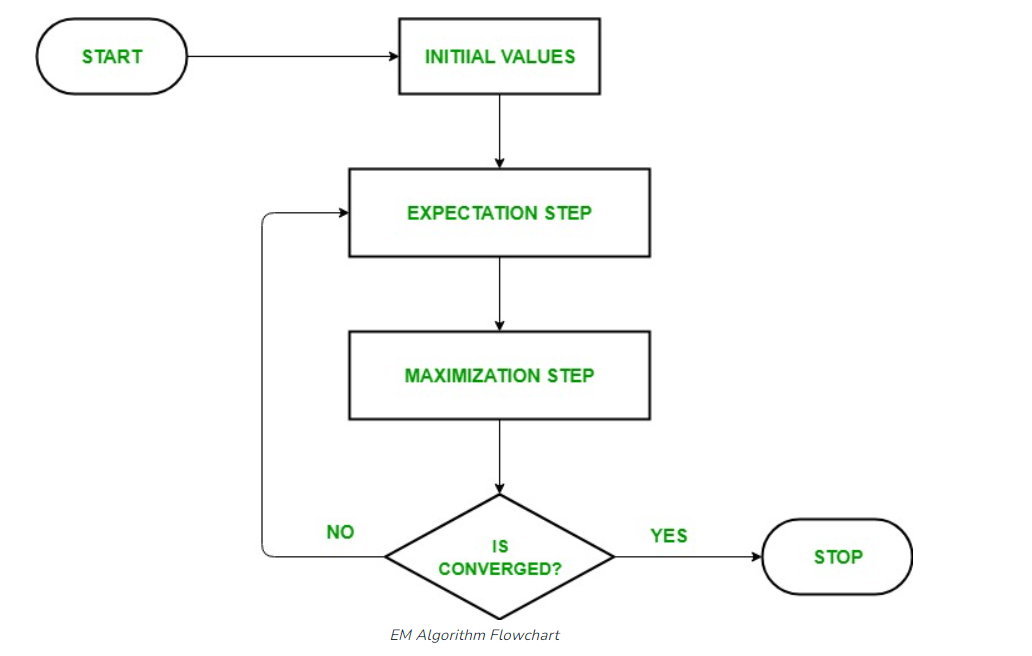 START
INITIIAL VALUES
EXPECTATION STEP
MAXIMIZATION STEP
NO
IS
CONVERGED?
YES
STOP
EM Algorithm Flowchart